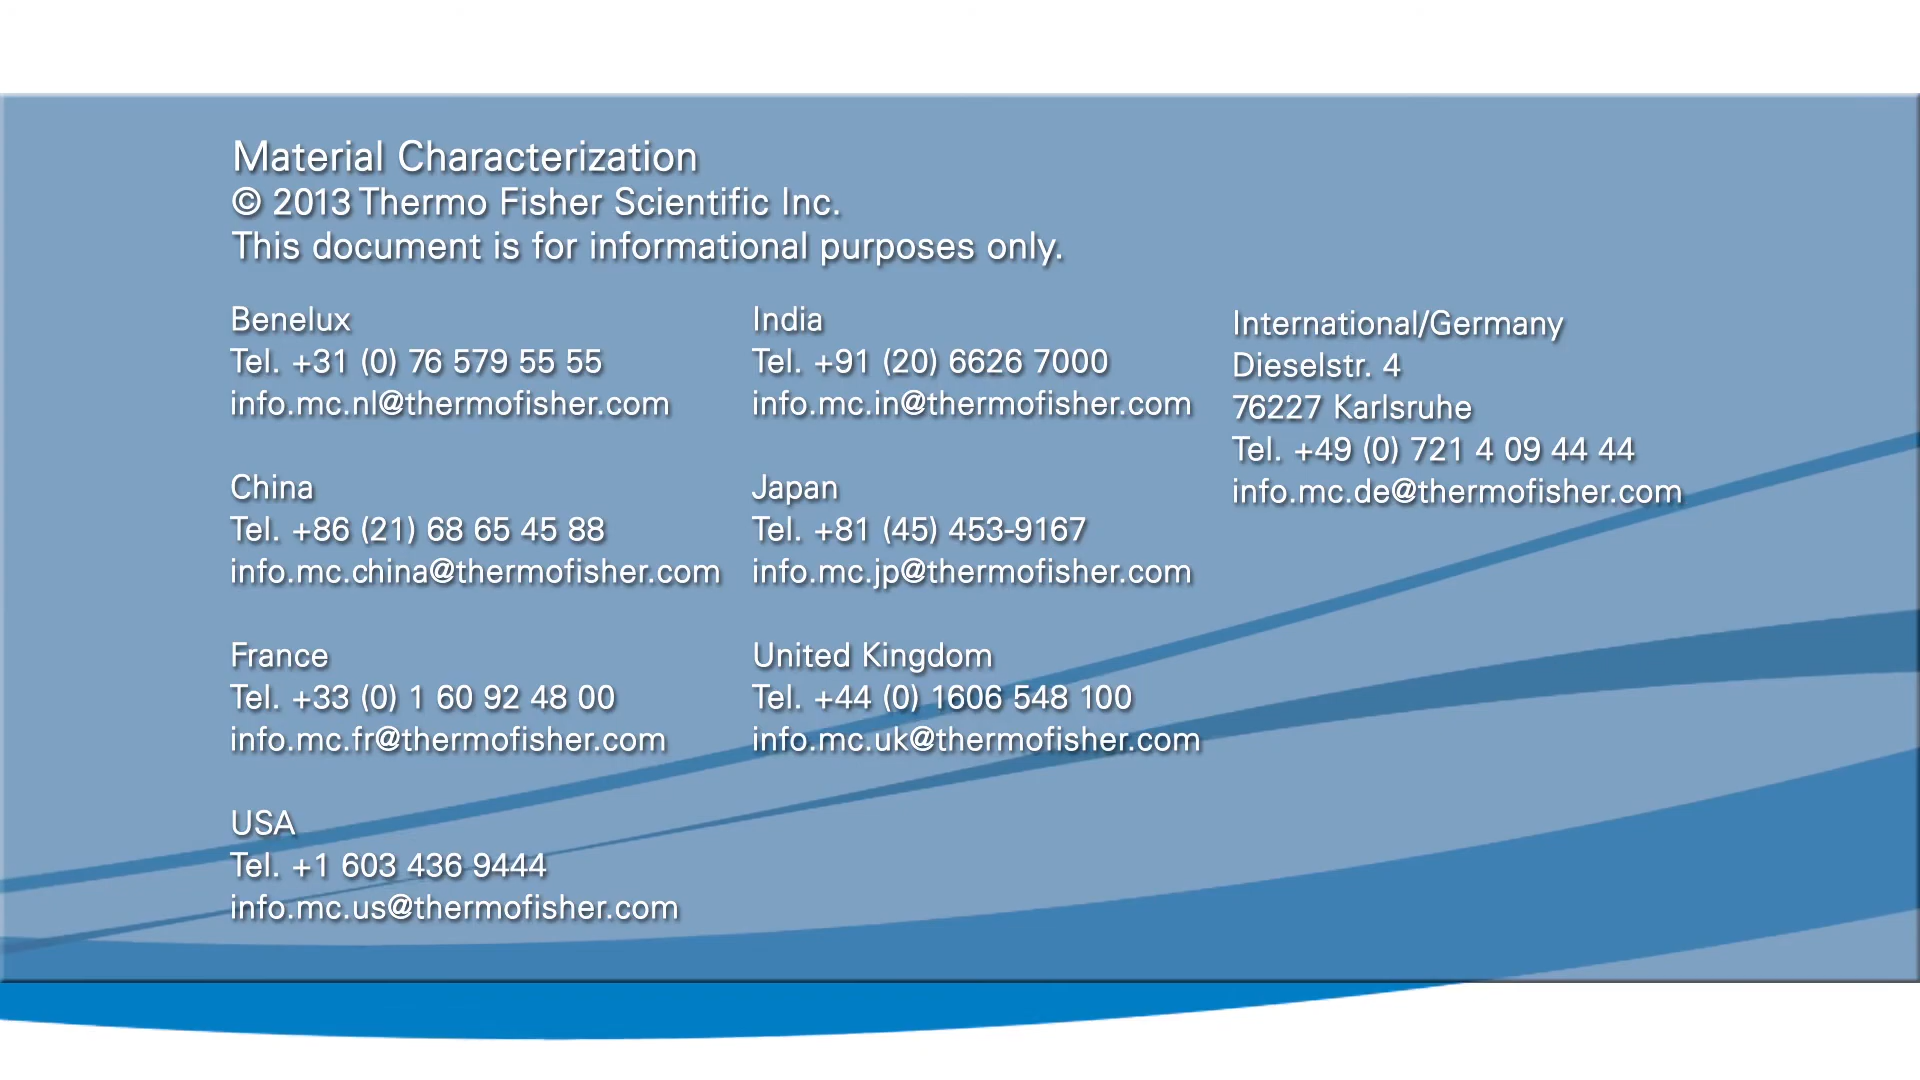 Material Characterization
© 2013 Thermo Fisher Scientific Inc.
This document is for informational purposes only.
Benelux
Tel. +31 (0) 76 579 55 55
info.mc.nl@thermofisher.com
China
Tel. +86 (21) 68 65 45 88
info.mc.china@thermofisher.com
France
Tel. +33 (0) 1 60 92 48 00
info.mc.fr@thermofisher.com
USA
Tel. +1 603 436 9444
info.mc.us@thermofisher.com
India
Tel. +91 (20) 6626 7000
info.mc.in@thermofisher.com
Japan
Tel. +81 (45) 453-9167
info.mc.jp@thermofisher.com
United Kingdom
Tel. +44 (0) 1606 548 100
info.mc.uk@thermofisher.com
International/Germany
Dieselstr. 4
76227 Karlsruhe
Tel. +49 (0) 721 4 09 44 44
info.mc.de@thermofisher.com